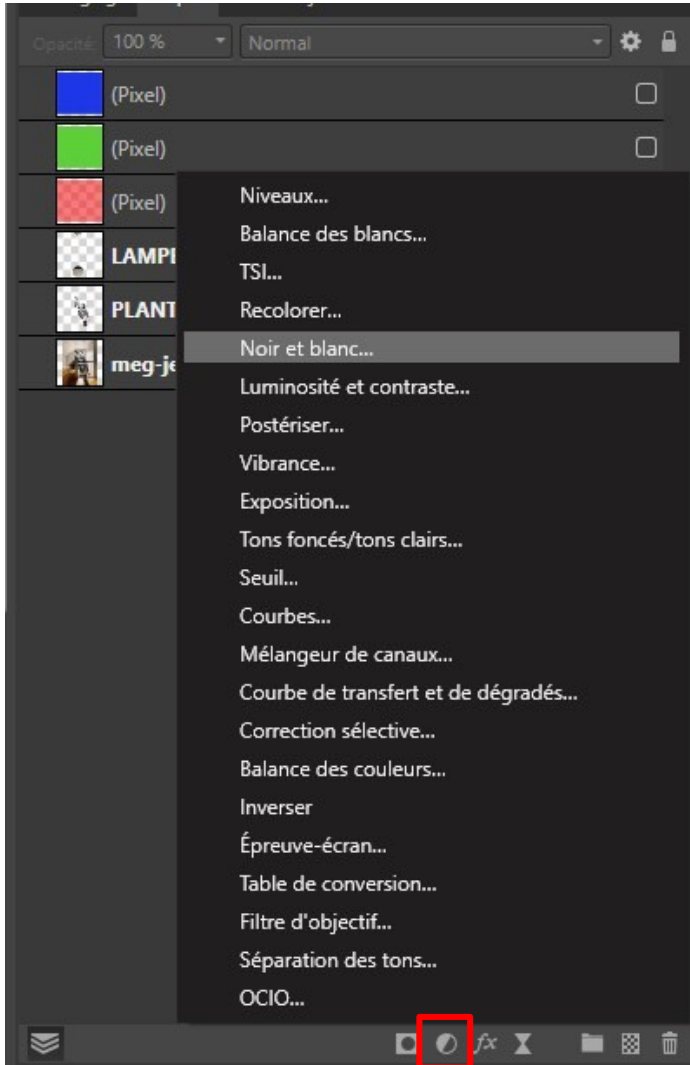 Opacité: 100 % Normal
(Pixel)
(Pixel)
(Pixel)
LAMPE
PLANT
meg-je
Niveaux...
Balance des blancs...
TSI...
Recolorer...
Noir et blanc...
Luminosité et contraste...
Postériser...
Vibrance...
Exposition...
Tons foncés/tons clairs...
Seuil...
Courbes...
Mélangeur de canaux...
Courbe de transfert et de dégradés...
Correction sélective...
Balance des couleurs...
Inverser
Épreuve-écran...
Table de conversion...
Filtre d'objectif...
Séparation des tons...
OCIO...
fx